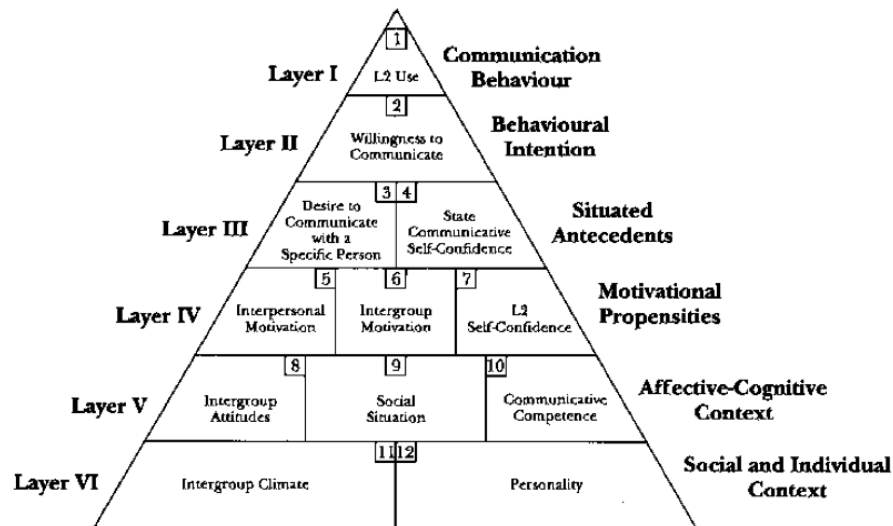 1
Layer I
L2 Use
Communication
Behaviour
2
Layer II
Willingness to
Communicate
Behavioural
Intention
3 4
Layer III
Desire to
Communicate
with a
Specific Person
State
Communicative
Self-Confidence
Situated
Antecedents
5 6 7
Layer IV
Interpersonal
Motivation
Intergroup
Motivation
L2
Self-Confidence
Motivational
Propensities
8 9 10
Layer V
Intergroup
Attitudes
Social
Situation
Communicative
Competence
Affective-Cognitive
Context
11 12
Layer VI
Intergroup Climate
Personality
Social and Individual
Context